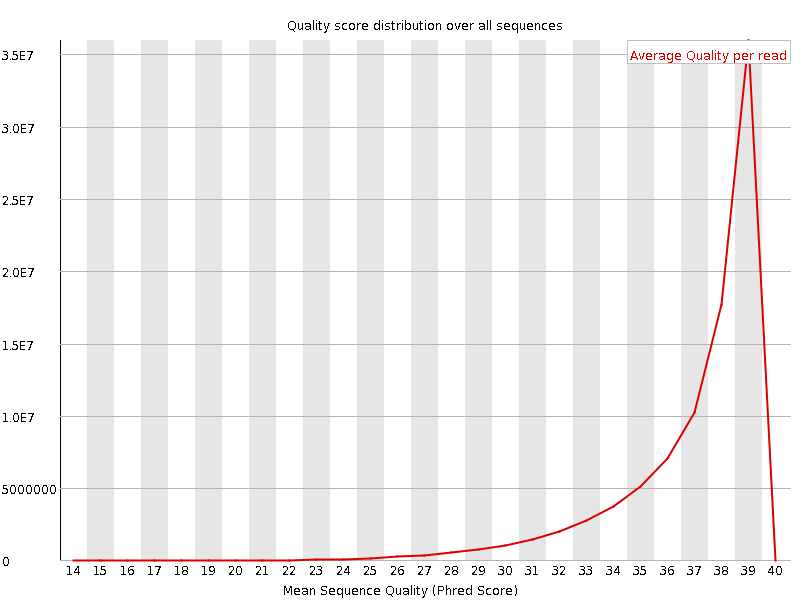 Quality score distribution over all sequences
Average Quality per read
3.5E7
3.0E7
2.5E7
2.0E7
1.5E7
1.0E7
5000000
0
14 15 16 17 18 19 20 21 22 23 24 25 26 27 28 29 30 31 32 33 34 35 36 37 38 39 40
Mean Sequence Quality (Phred Score)